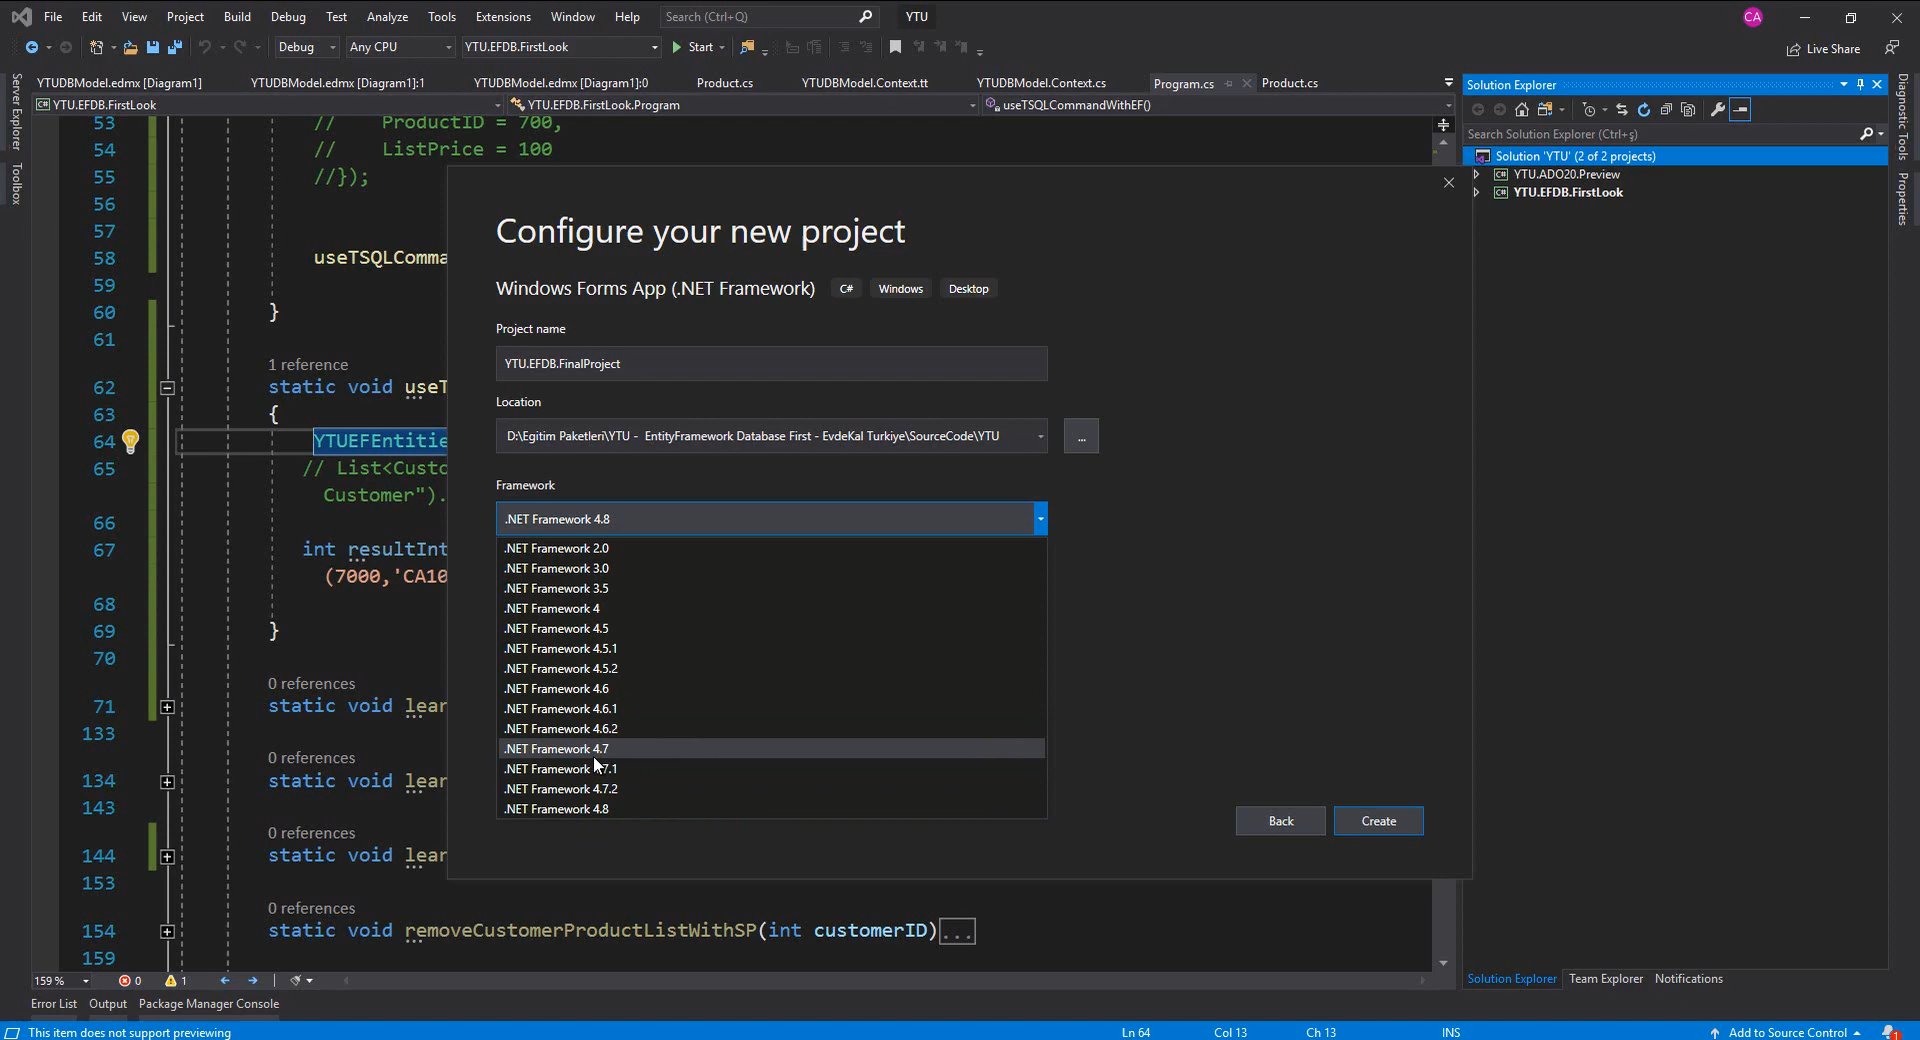 File Edit View Project Build Debug Test Analyze Tools Extensions Window Help Search (Ctrl+Q) YTU CA
Debug Any CPU YTU.EFDB.FirstLook Start Live Share
YTUDBModel.edmx [Diagram1] YTUDBModel.edmx [Diagram1]:1 YTUDBModel.edmx [Diagram1]:0 Product.cs YTUDBModel.Context.tt YTUDBModel.Context.cs Program.cs Product.cs
C# YTU.EFDB.FirstLook YTU.EFDB.FirstLook.Program useTSQLCommandWithEF()
Server Explorer
Toolbox
53 // ProductID = 700,
54 // ListPrice = 100
55 //});
56
57
58 useTSQLComma
59
60 }
61
1 reference
62 static void useT
63 {
64 YTUEFEntitie
65 // List<Custo
Customer").
66
67 int resultInt
(7000,'CA10
68
69 }
70
0 references
71 static void lear
133
0 references
134 static void lear
143
0 references
144 static void lear
153
0 references
154 static void removeCustomerProductListWithSP(int customerID)...
159
Configure your new project
Windows Forms App (.NET Framework) C# Windows Desktop
Project name
YTU.EFDB.FinalProject
Location
D:\Egitim Paketleri\YTU - EntityFramework Database First - EvdeKal Turkiye\SourceCode\YTU
...
Framework
.NET Framework 4.8
.NET Framework 2.0
.NET Framework 3.0
.NET Framework 3.5
.NET Framework 4
.NET Framework 4.5
.NET Framework 4.5.1
.NET Framework 4.5.2
.NET Framework 4.6
.NET Framework 4.6.1
.NET Framework 4.6.2
.NET Framework 4.7
.NET Framework 7.1
.NET Framework 4.7.2
.NET Framework 4.8
Back Create
Solution Explorer
Search Solution Explorer (Ctrl+ş)
Solution 'YTU' (2 of 2 projects)
C# YTU.ADO20.Preview
C# YTU.EFDB.FirstLook
Diagnostic Tools
Properties
Solution Explorer Team Explorer Notifications
159 % 0 1
Error List Output Package Manager Console
This item does not support previewing Ln 64 Col 13 Ch 13 INS Add to Source Control 1